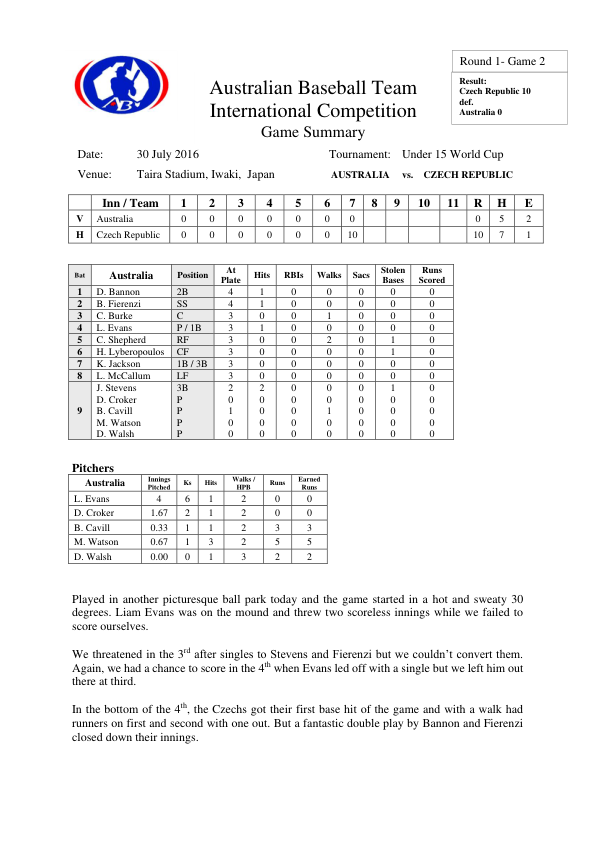 Round 1- Game 2
Result:
Czech Republic 10
def.
Australia 0
AB
Australian Baseball Team
International Competition
Game Summary
Date: 30 July 2016 Tournament: Under 15 World Cup
Venue: Taira Stadium, Iwaki, Japan AUSTRALIA vs. CZECH REPUBLIC
Inn / Team 1 2 3 4 5 6 7 8 9 10 11 R H E
V Australia 0 0 0 0 0 0 0 0 5 2
H Czech Republic 0 0 0 0 0 0 10 10 7 1
Bat Australia Position At Plate Hits RBIs Walks Sacs Stolen Bases Runs Scored
1 D. Bannon 2B 4 1 0 0 0 0 0
2 B. Fierenzi SS 4 1 0 0 0 0 0
3 C. Burke C 3 0 0 1 0 0 0
4 L. Evans P / 1B 3 1 0 0 0 0 0
5 C. Shepherd RF 3 0 0 2 0 1 0
6 H. Lyberopoulos CF 3 0 0 0 0 1 0
7 K. Jackson 1B / 3B 3 0 0 0 0 0 0
8 L. McCallum LF 3 0 0 0 0 0 0
9 J. Stevens 3B 2 2 0 0 0 1 0
D. Croker P 0 0 0 0 0 0 0
B. Cavill P 1 0 0 1 0 0 0
M. Watson P 0 0 0 0 0 0 0
D. Walsh P 0 0 0 0 0 0 0
Pitchers
Australia Innings Pitched Ks Hits Walks / HPB Runs Earned Runs
L. Evans 4 6 1 2 0 0
D. Croker 1.67 2 1 2 0 0
B. Cavill 0.33 1 1 2 3 3
M. Watson 0.67 1 3 2 5 5
D. Walsh 0.00 0 1 3 2 2
Played in another picturesque ball park today and the game started in a hot and sweaty 30
degrees. Liam Evans was on the mound and threw two scoreless innings while we failed to
score ourselves.
We threatened in the 3rd after singles to Stevens and Fierenzi but we couldn't convert them.
Again, we had a chance to score in the 4th when Evans led off with a single but we left him out
there at third.
In the bottom of the 4th, the Czechs got their first base hit of the game and with a walk had
runners on first and second with one out. But a fantastic double play by Bannon and Fierenzi
closed down their innings.